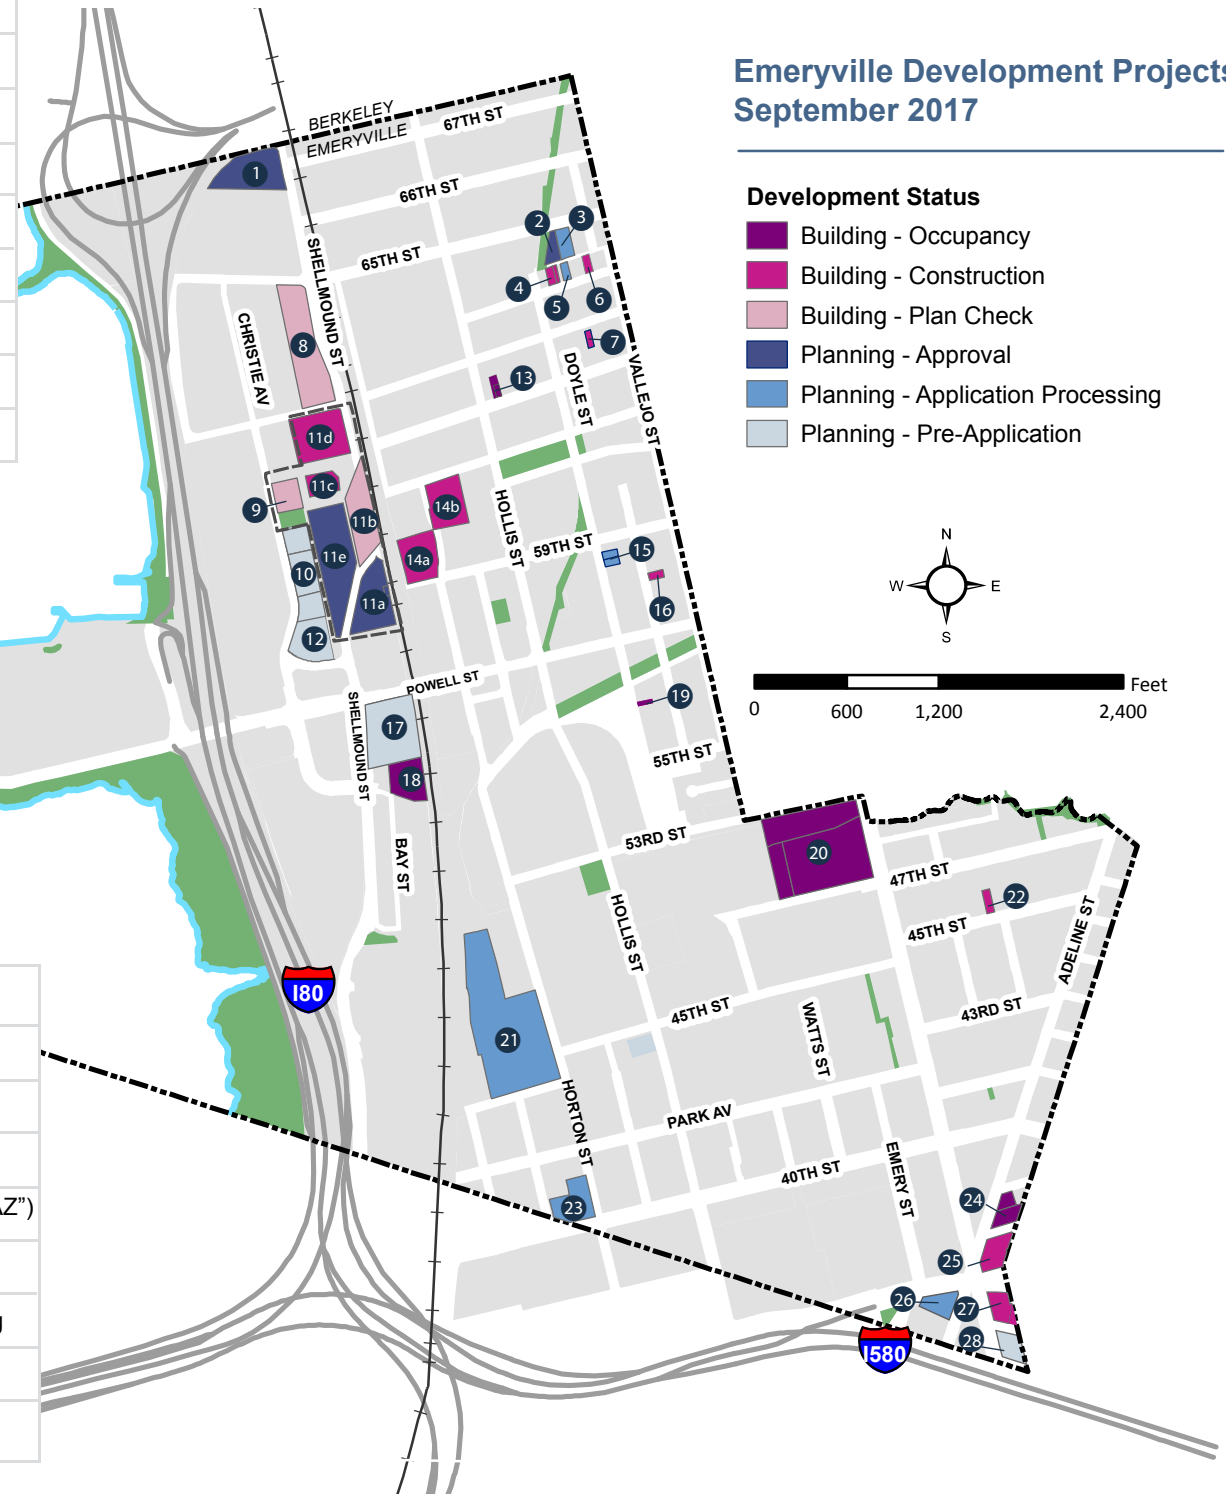 Emeryville Development Projects
September 2017
Development Status
Building - Occupancy
Building - Construction
Building - Plan Check
Planning - Approval
Planning - Application Processing
Planning - Pre-Application
N
W
E
S
Feet
0
600
1,200
2,400
BERKELEY
EMERYVILLE
67TH ST
66TH ST
65TH ST
SHELLMOUND ST
CHRISTIE AV
DOYLE ST
VALLEJO ST
HOLLIS ST
59TH ST
POWELL ST
SHELLMOUND ST
55TH ST
53RD ST
BAY ST
HOLLIS ST
47TH ST
45TH ST
ADELINE ST
43RD ST
45TH ST
WATTS ST
HORTON ST
PARK AV
40TH ST
EMERY ST
I80
I580
1
2
3
4
5
6
7
8
13
11d
11c
9
11b
14b
11e
14a
10
11a
12
15
16
17
18
19
20
21
22
23
24
25
26
27
28
AZ”)
g